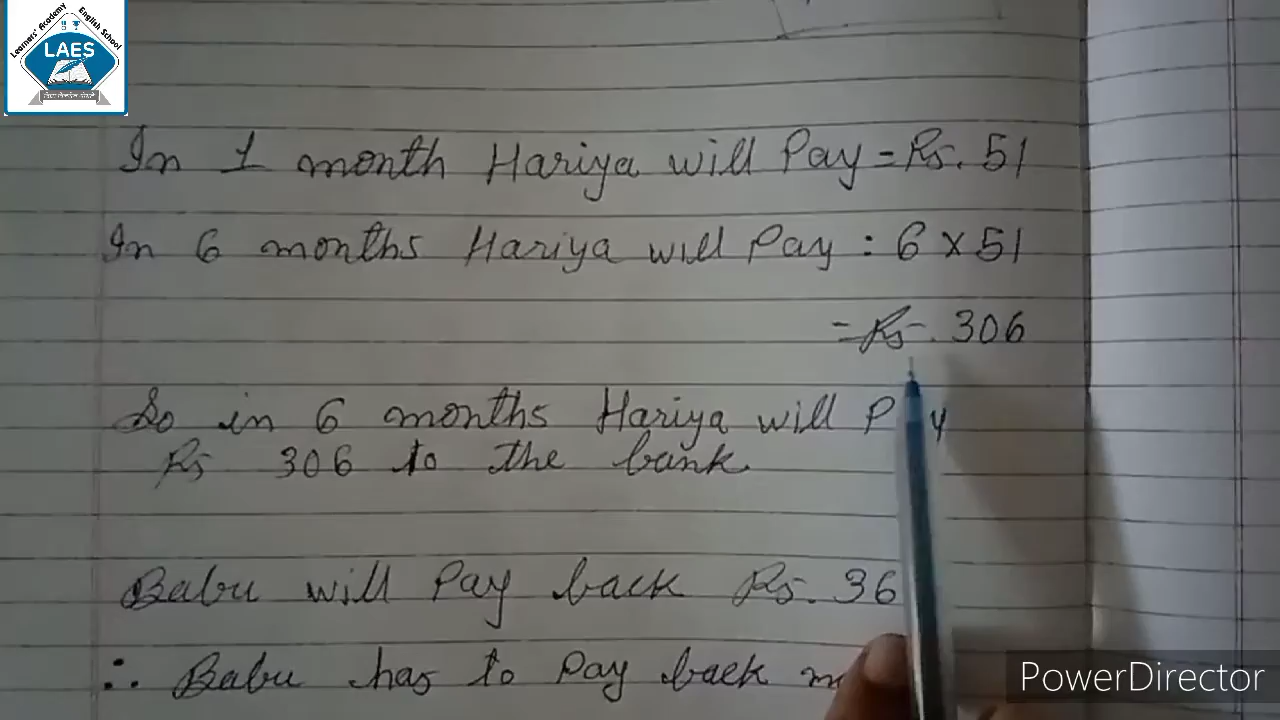 Learners' Academy English School
LAES
In 1 month Hariya will Pay = Rs. 51
In 6 months Hariya will Pay : 6 x 51
= Rs. 306
So in 6 months Hariya will P y
Rs 306 to the bank.
Babu will Pay back Rs. 36
∴ Babu has to Pay back
PowerDirector